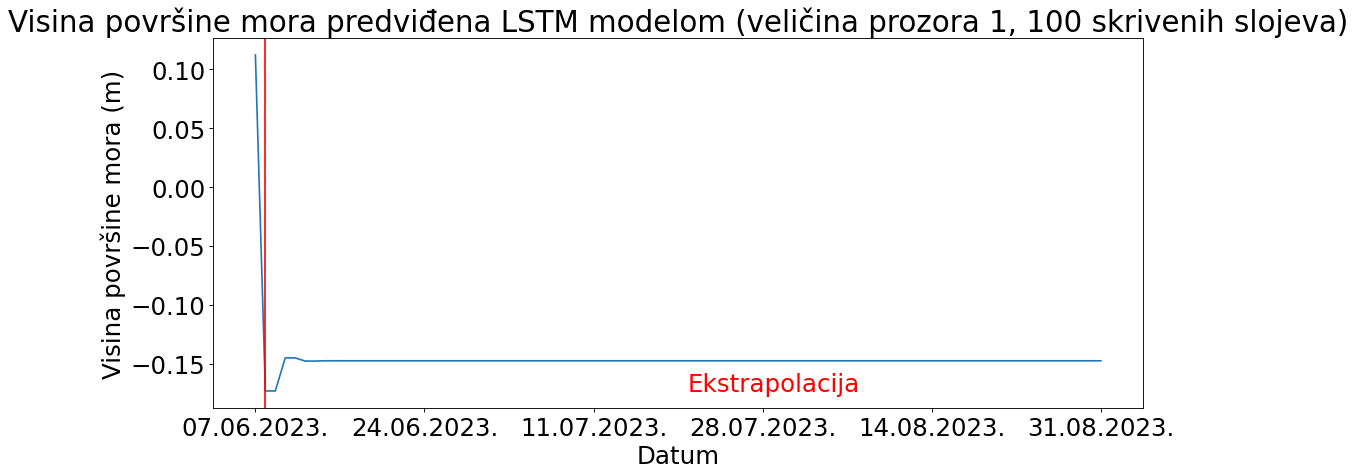 Visina površine mora predviđena LSTM modelom (veličina prozora 1, 100 skrivenih slojeva)
Visina površine mora (m)
0.10
0.05
0.00
−0.05
−0.10
−0.15
Ekstrapolacija
07.06.2023. 24.06.2023. 11.07.2023. 28.07.2023. 14.08.2023. 31.08.2023.
Datum